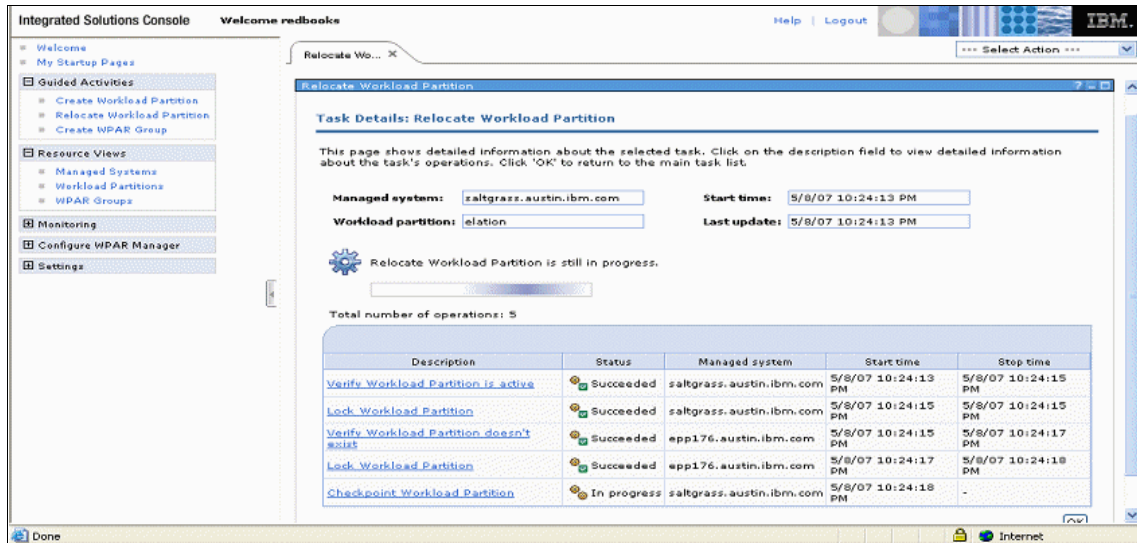 Integrated Solutions Console Welcome redbooks Help | Logout IBM.
Welcome
My Startup Pages
Guided Activities
Create Workload Partition
Relocate Workload Partition
Create WPAR Group
Resource Views
Managed Systems
Workload Partitions
WPAR Groups
Monitoring
Configure WPAR Manager
Settings
Relocate Wo... X
--- Select Action ---
Relocate Workload Partition
Task Details: Relocate Workload Partition
This page shows detailed information about the selected task. Click on the description field to view detailed information
about the task's operations. Click 'OK' to return to the main task list.
Managed system: saltgrass.austin.ibm.com Start time: 5/8/07 10:24:13 PM
Workload partition: elation Last update: 5/8/07 10:24:13 PM
Relocate Workload Partition is still in progress.
Total number of operations: 5
Description Status Managed system Start time Stop time
Verify Workload Partition is active Succeeded saltgrass.austin.ibm.com 5/8/07 10:24:13 PM 5/8/07 10:24:15 PM
Lock Workload Partition Succeeded saltgrass.austin.ibm.com 5/8/07 10:24:15 PM 5/8/07 10:24:15 PM
Verify Workload Partition doesn't exist Succeeded epp176.austin.ibm.com 5/8/07 10:24:15 PM 5/8/07 10:24:17 PM
Lock Workload Partition Succeeded epp176.austin.ibm.com 5/8/07 10:24:17 PM 5/8/07 10:24:18 PM
Checkpoint Workload Partition In progress saltgrass.austin.ibm.com 5/8/07 10:24:18 PM -
OK
Done Internet